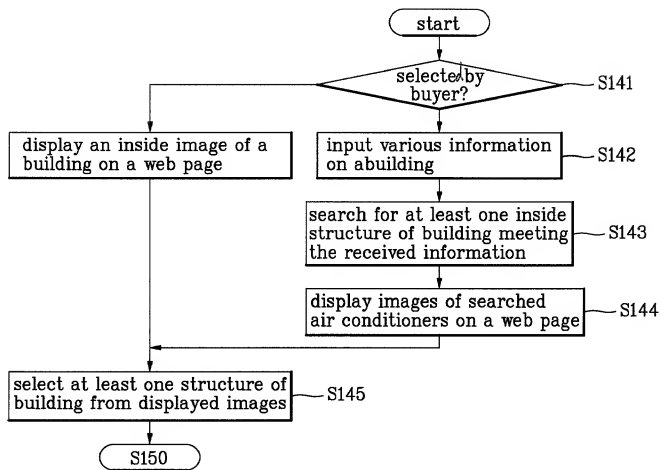 start
selected by
buyer?
S141
display an inside image of a
building on a web page
input various information
on abuilding
S142
search for at least one inside
structure of building meeting
the received information
S143
display images of searched
air conditioners on a web page
S144
select at least one structure of
building from displayed images
S145
S150